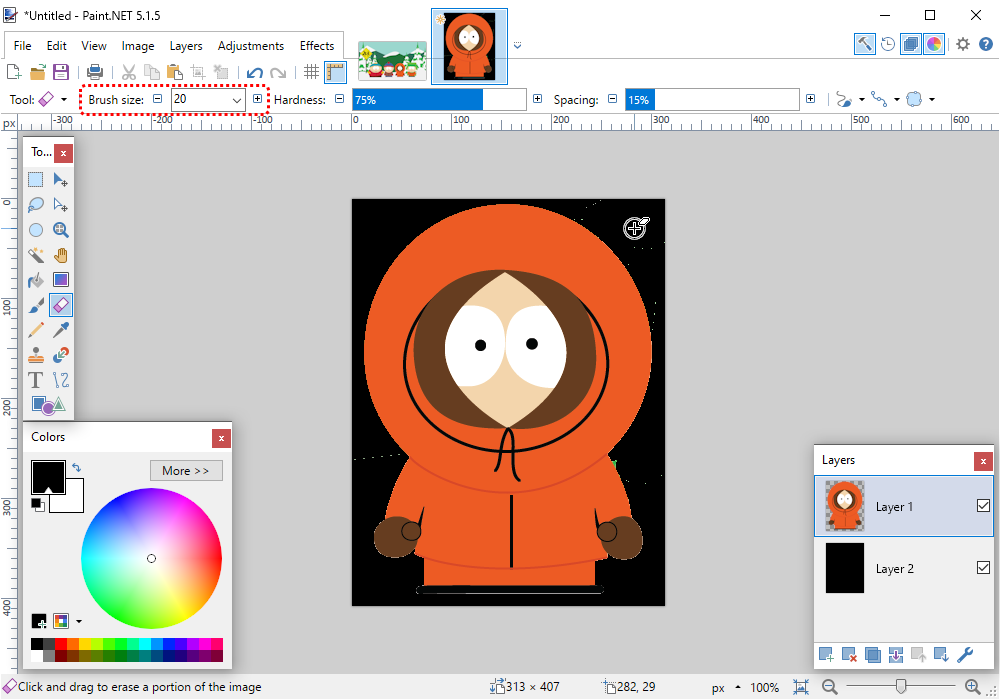 *Untitled - Paint.NET 5.1.5
File Edit View Image Layers Adjustments Effects
Tool: Brush size: 20 Hardness: 75% Spacing: 15%
px -300 -200 -100 0 100 200 300 400 500 600
To...
0
100
200
300
400
Colors
More >>
Layers
Layer 1
Layer 2
Click and drag to erase a portion of the image 313 × 407 282, 29 px 100%